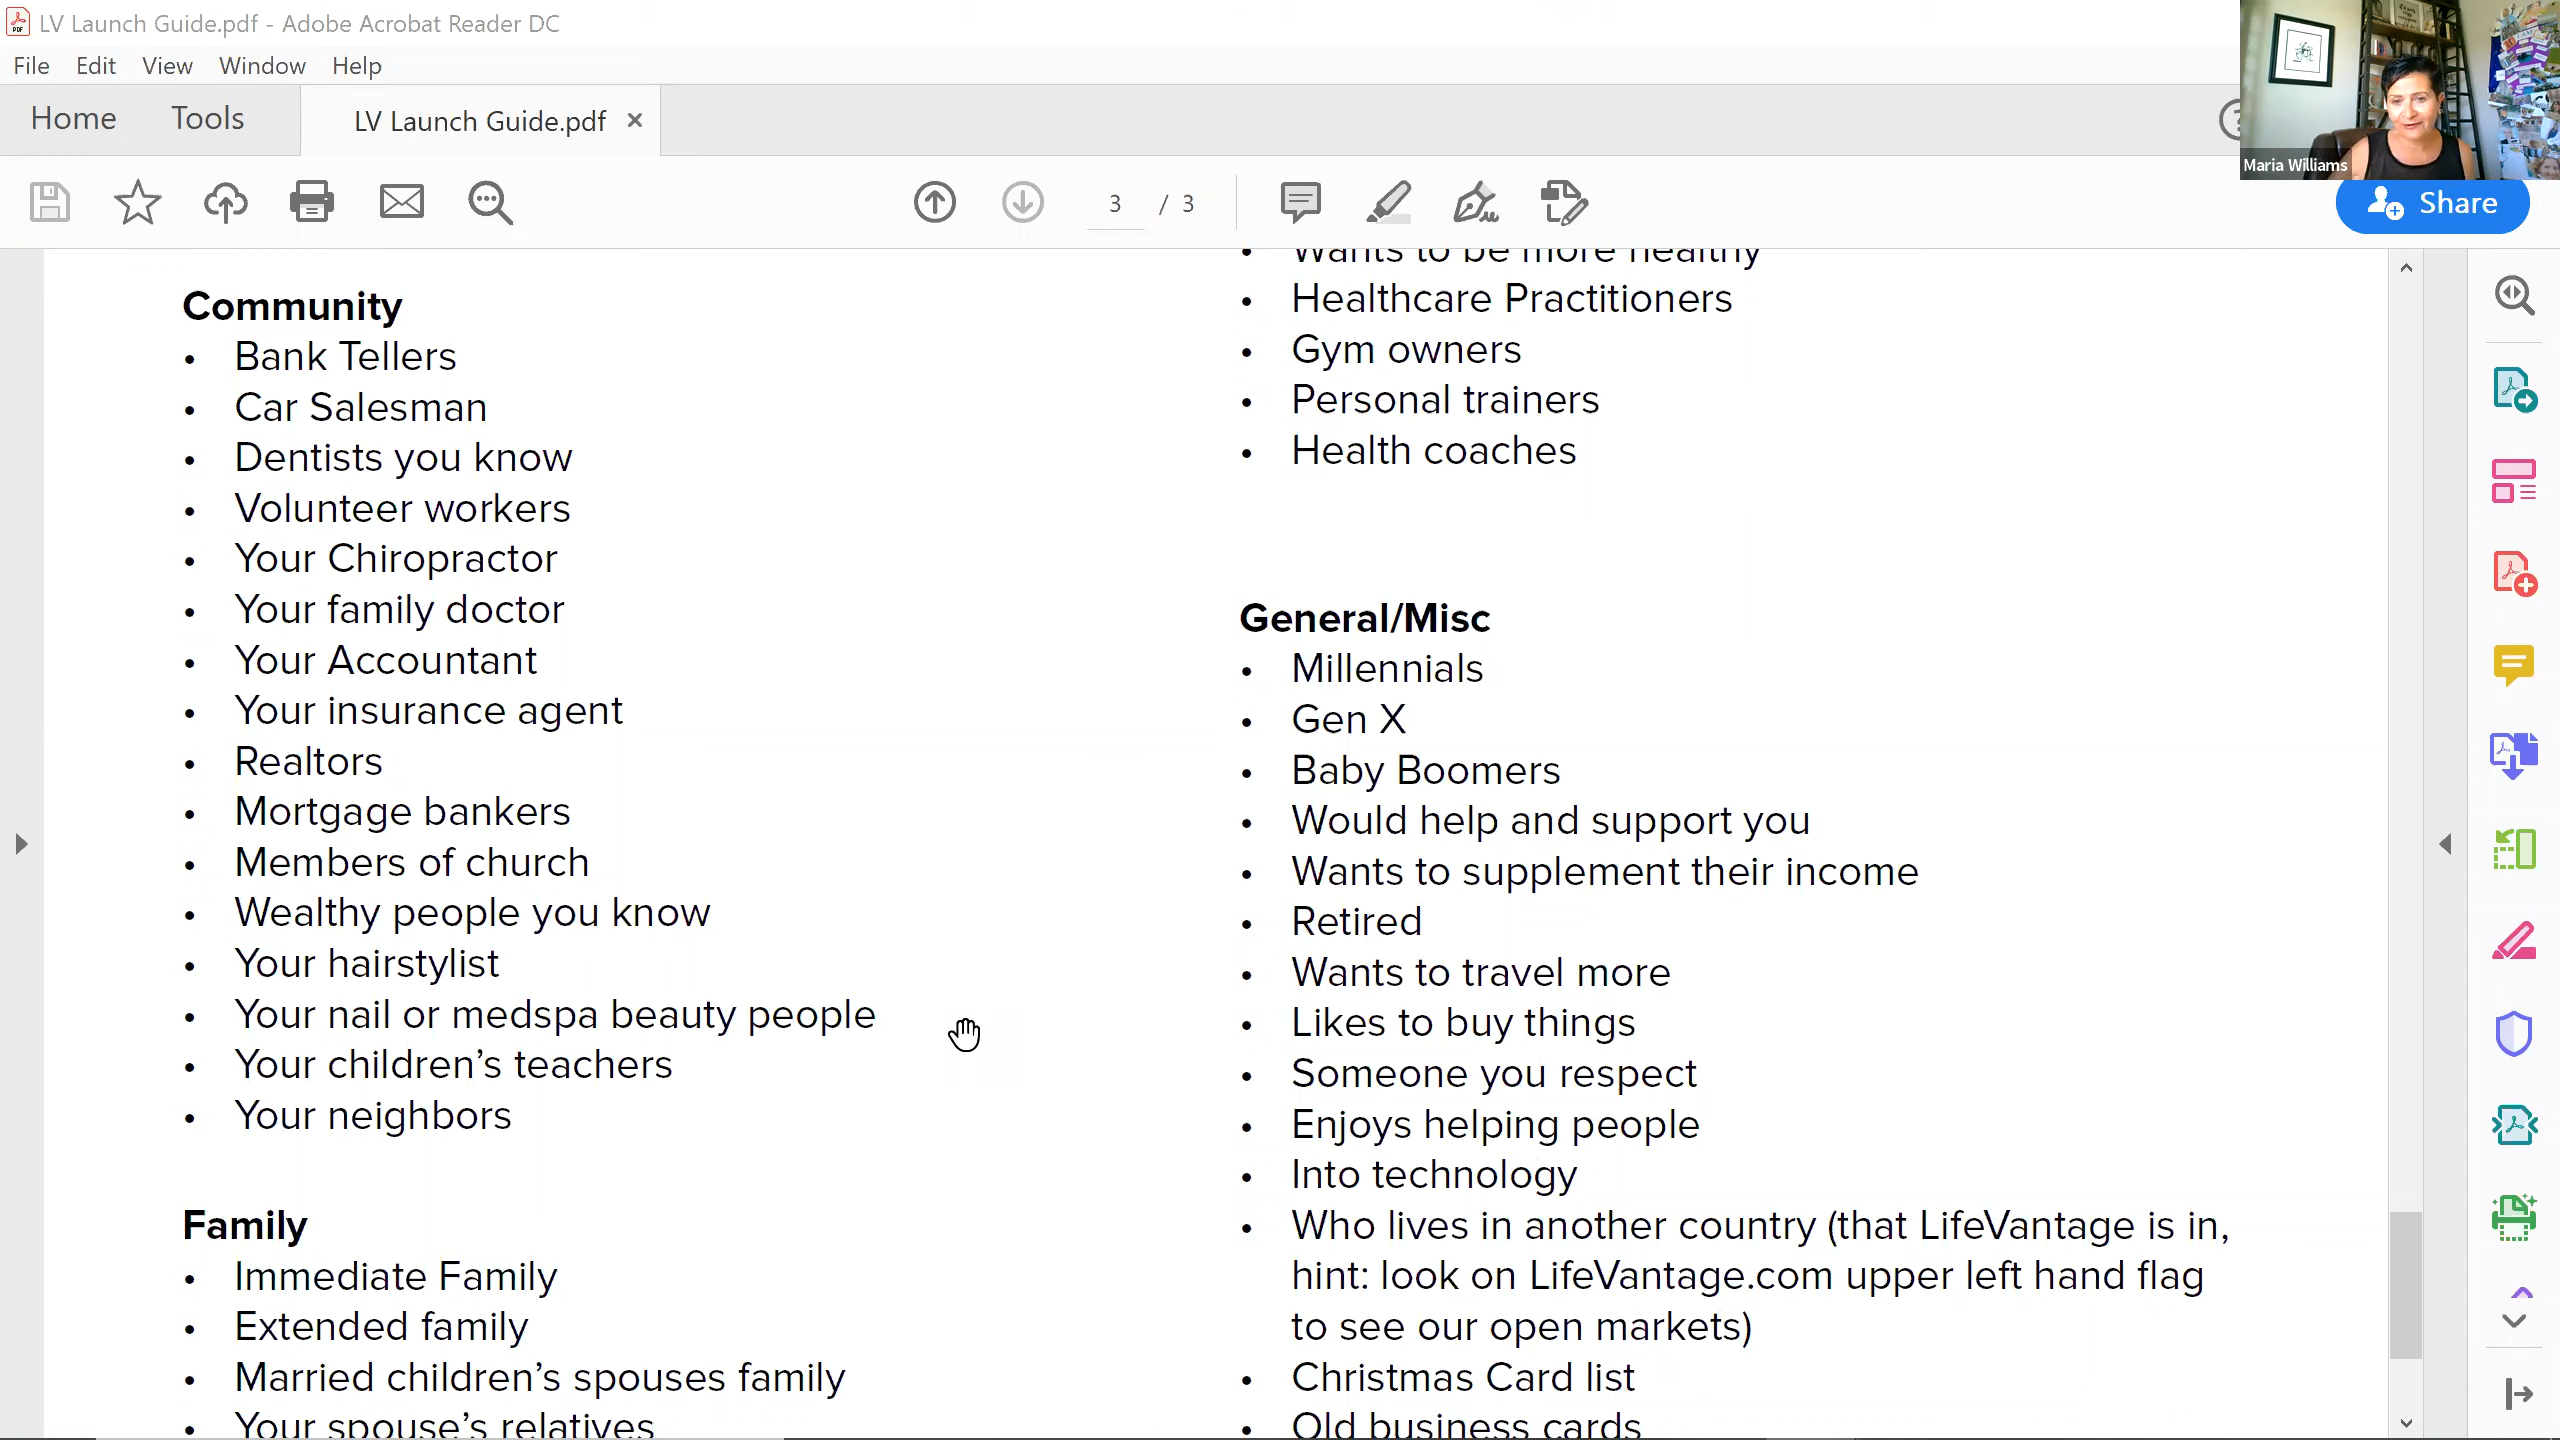 LV Launch Guide.pdf - Adobe Acrobat Reader DC
File Edit View Window Help
Home Tools LV Launch Guide.pdf ×
Maria Williams
3 / 3
Share
Community
• Bank Tellers
• Car Salesman
• Dentists you know
• Volunteer workers
• Your Chiropractor
• Your family doctor
• Your Accountant
• Your insurance agent
• Realtors
• Mortgage bankers
• Members of church
• Wealthy people you know
• Your hairstylist
• Your nail or medspa beauty people
• Your children’s teachers
• Your neighbors
Family
• Immediate Family
• Extended family
• Married children’s spouses family
• Your spouse’s relatives
• Wants to be more healthy
• Healthcare Practitioners
• Gym owners
• Personal trainers
• Health coaches
General/Misc
• Millennials
• Gen X
• Baby Boomers
• Would help and support you
• Wants to supplement their income
• Retired
• Wants to travel more
• Likes to buy things
• Someone you respect
• Enjoys helping people
• Into technology
• Who lives in another country (that LifeVantage is in,
hint: look on LifeVantage.com upper left hand flag
to see our open markets)
• Christmas Card list
• Old business cards